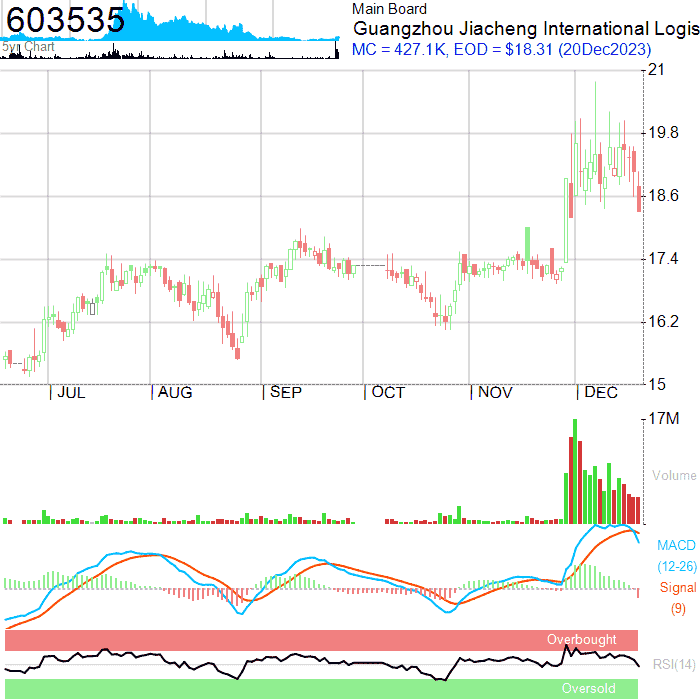 603535
5yr Chart
Main Board
Guangzhou Jiacheng International Logis
MC = 427.1K, EOD = $18.31 (20Dec2023)
21
19.8
18.6
17.4
16.2
15
JUL AUG SEP OCT NOV DEC
17M
Volume
MACD
(12-26)
Signal
(9)
Overbought
RSI(14)
Oversold